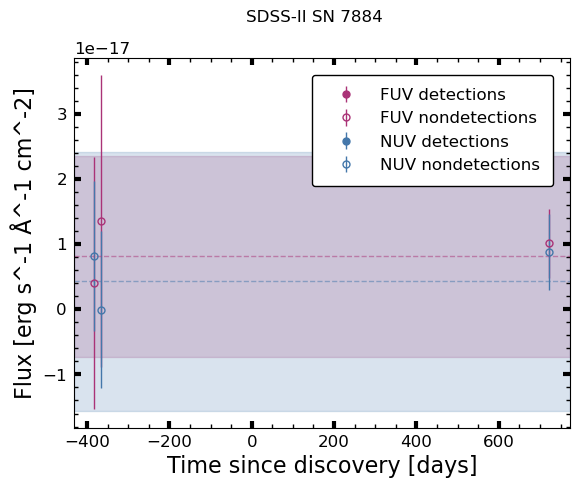 SDSS-II SN 7884
1e−17
FUV detections
FUV nondetections
NUV detections
NUV nondetections
3
2
1
0
−1
Flux [erg s^-1 Å^-1 cm^-2]
−400 −200 0 200 400 600
Time since discovery [days]